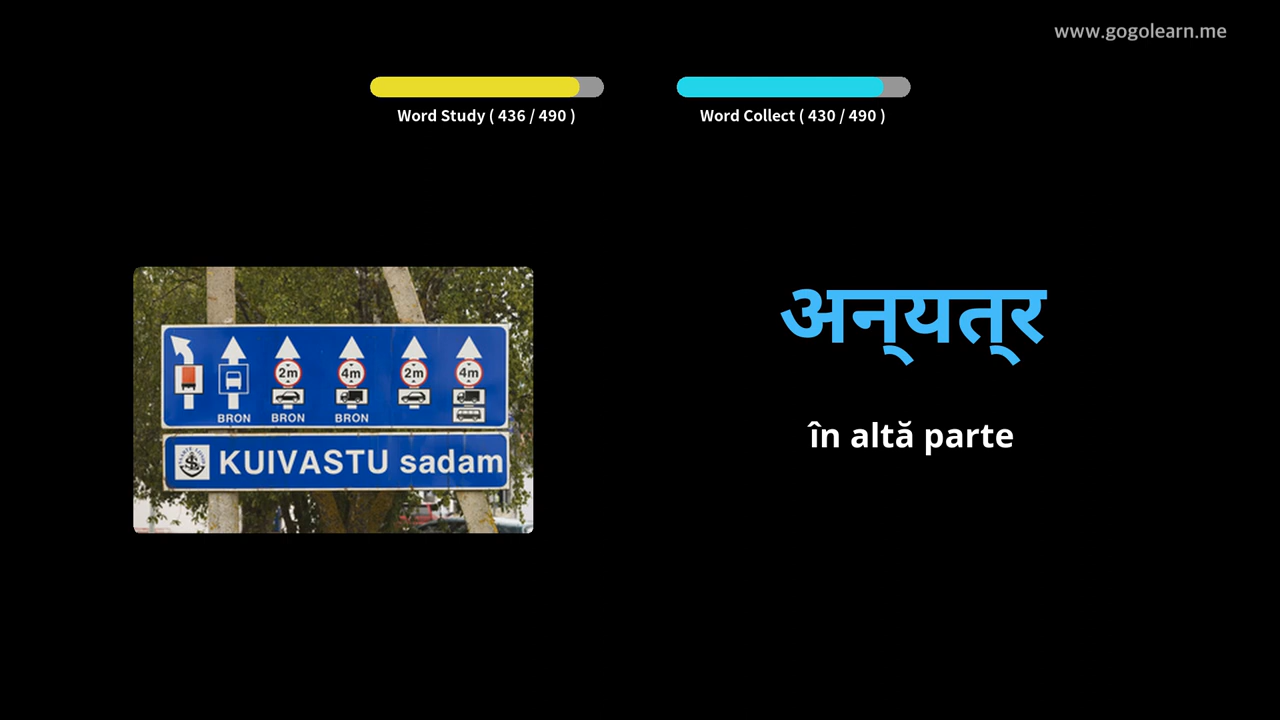 www.gogolearn.me
Word Study ( 436 / 490 )
Word Collect ( 430 / 490 )
अन्‌यत्‌र
în altă parte
2m 4m 2m 4m
BRON BRON BRON
KUIVASTU sadam